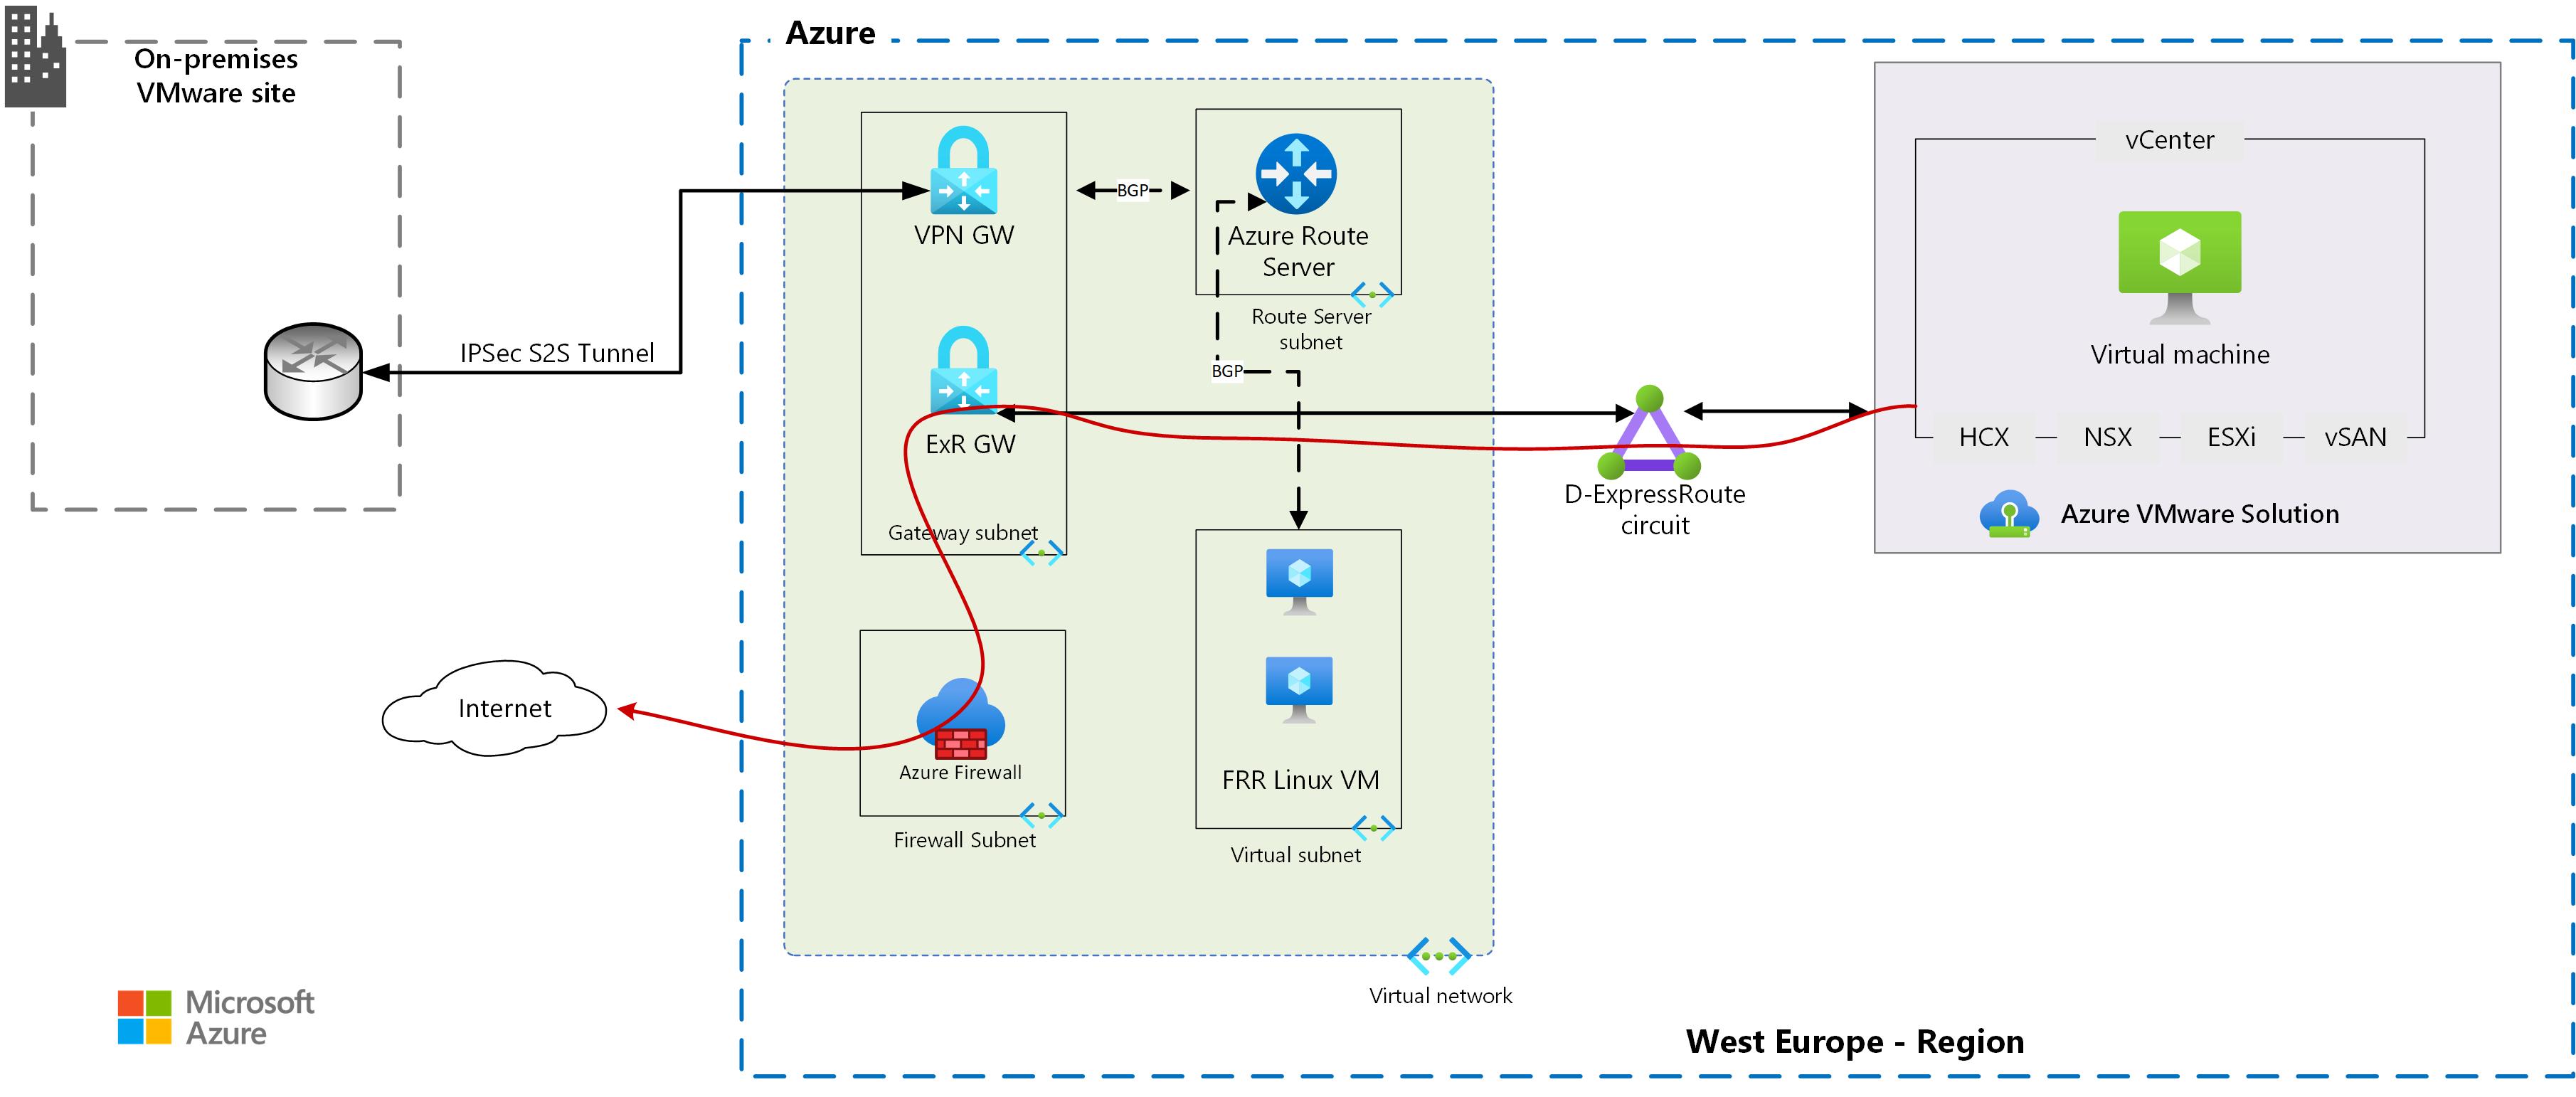 Azure
On-premises
VMware site
vCenter
BGP
VPN GW
Azure Route
Server
Route Server
subnet
IPSec S2S Tunnel
Virtual machine
BGP
ExR GW
HCX
NSX
ESXi
vSAN
D-ExpressRoute
circuit
Azure VMware Solution
Gateway subnet
Internet
Azure Firewall
FRR Linux VM
Firewall Subnet
Virtual subnet
Virtual network
Microsoft
Azure
West Europe - Region